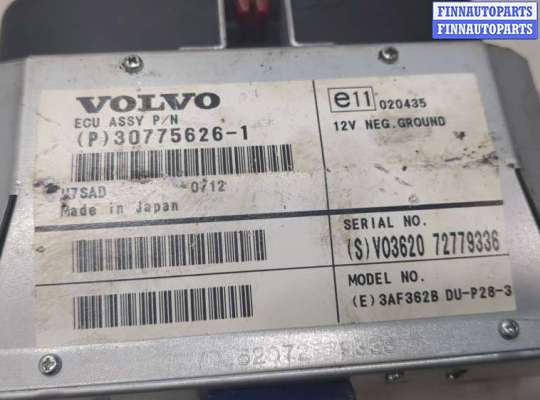 FINNAUTOPARTS
FINNAUTOPARTS
VOLVO
ECU ASSY P/N
(P)30775626-1
e11 020435
12V NEG.GROUND
0712
Made in Japan
SERIAL NO.
(S)VO3620 72779336
MODEL NO.
(E)3AF362B DU-P28-3